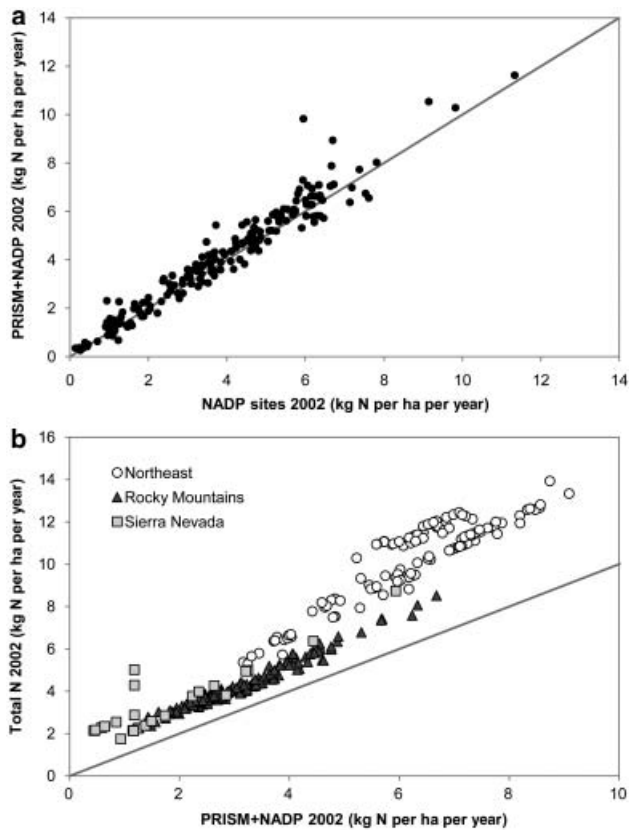 a
PRISM+NADP 2002 (kg N per ha per year)
14
12
10
8
6
4
2
0
0 2 4 6 8 10 12 14
NADP sites 2002 (kg N per ha per year)
b
Total N 2002 (kg N per ha per year)
16
14
12
10
8
6
4
2
0
Northeast
Rocky Mountains
Sierra Nevada
0 2 4 6 8 10
PRISM+NADP 2002 (kg N per ha per year)